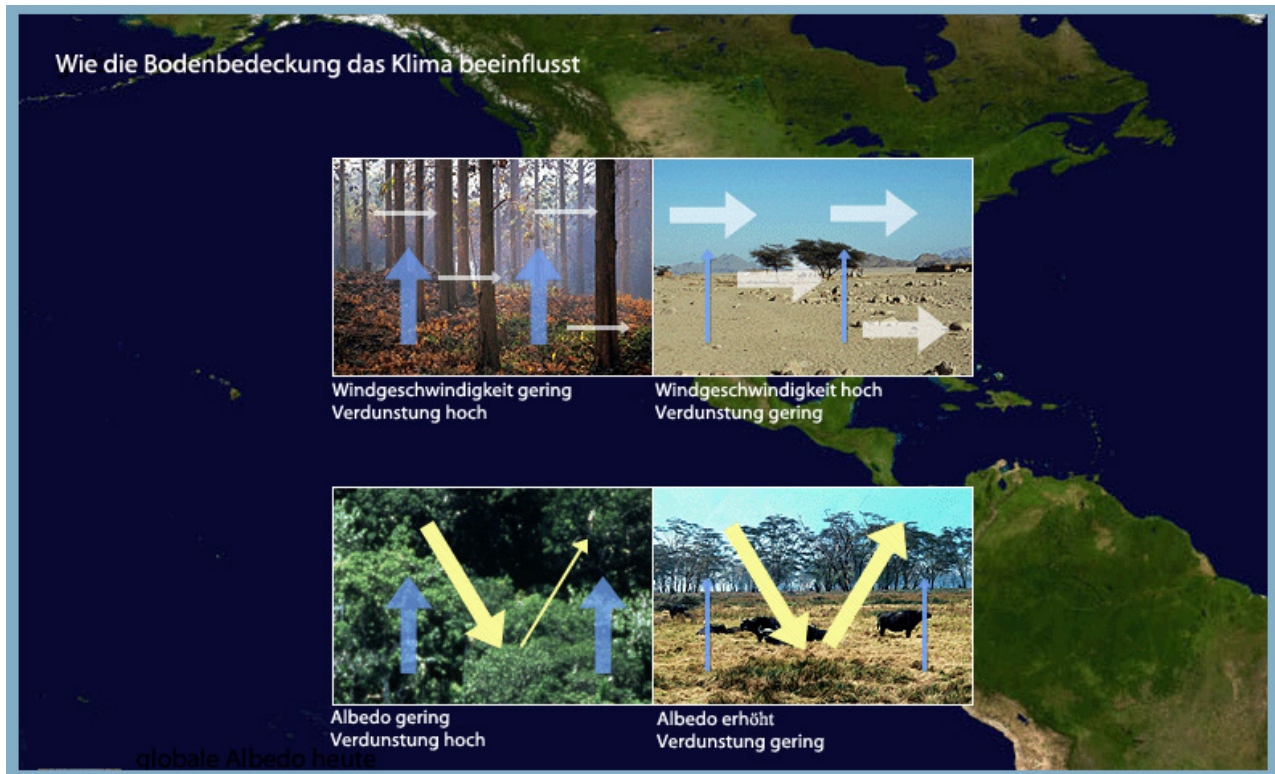 Wie die Bodenbedeckung das Klima beeinflusst
Windgeschwindigkeit gering
Verdunstung hoch
Windgeschwindigkeit hoch
Verdunstung gering
Albedo gering
Verdunstung hoch
Albedo erhöht
Verdunstung gering
globale Albedo heute